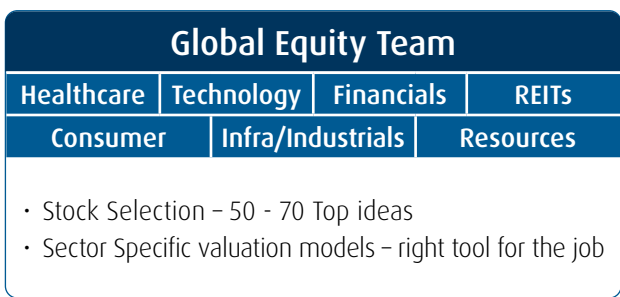 Global Equity Team
Healthcare Technology Financials REITs
Consumer Infra/Industrials Resources
· Stock Selection – 50 - 70 Top ideas
· Sector Specific valuation models – right tool for the job